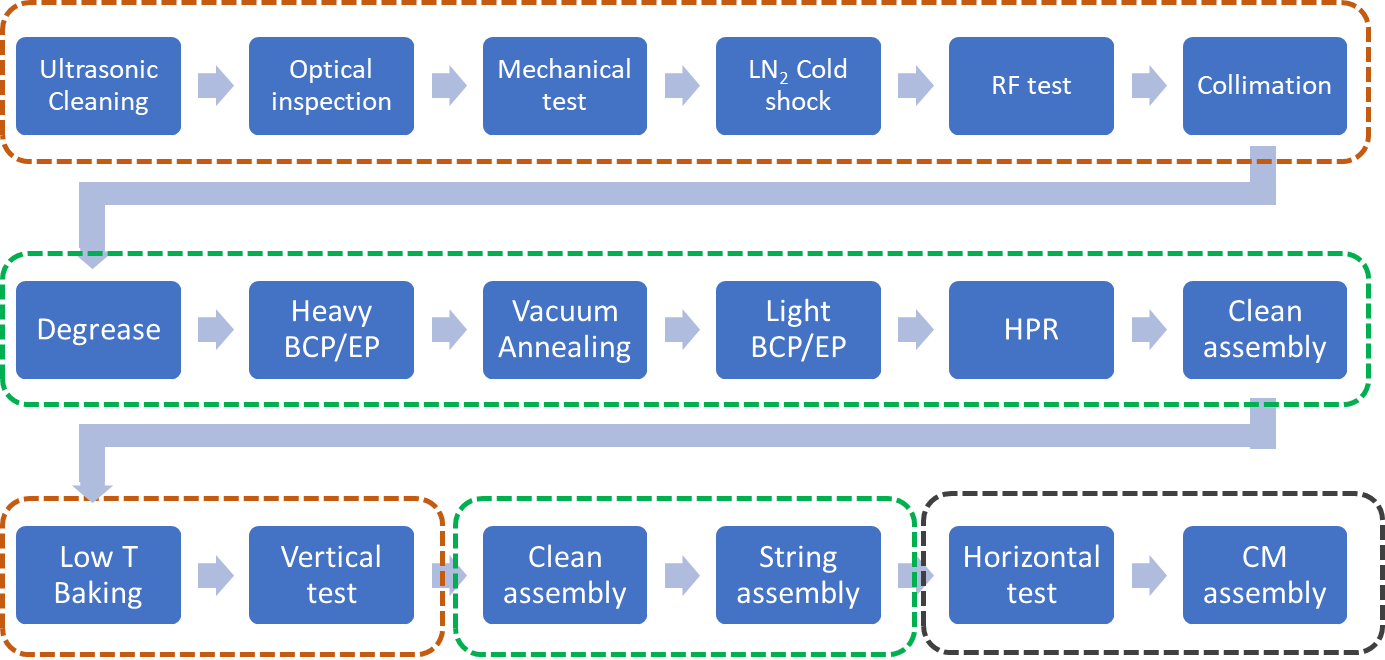 Ultrasonic
Cleaning
Optical
inspection
Mechanical
test
LN₂ Cold
shock
RF test
Collimation
Degrease
Heavy
BCP/EP
Vacuum
Annealing
Light
BCP/EP
HPR
Clean
assembly
Low T
Baking
Vertical
test
Clean
assembly
String
assembly
Horizontal
test
CM
assembly